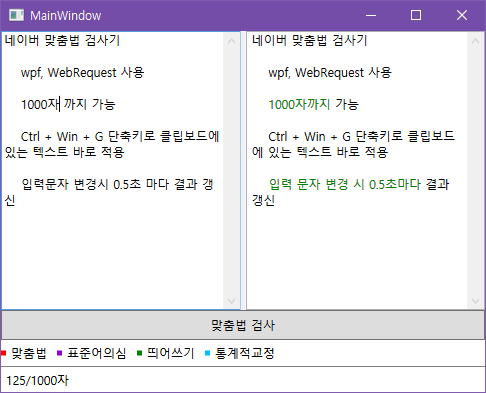 MainWindow
네이버 맞춤법 검사기
wpf, WebRequest 사용
1000자 까지 가능
Ctrl + Win + G 단축키로 클립보드에
있는 텍스트 바로 적용
입력문자 변경시 0.5초 마다 결과 갱
신
네이버 맞춤법 검사기
wpf, WebRequest 사용
1000자까지 가능
Ctrl + Win + G 단축키로 클립보드
에 있는 텍스트 바로 적용
입력 문자 변경 시 0.5초마다 결과
갱신
맞춤법 검사
맞춤법 표준어의심 띄어쓰기 통계적교정
125/1000자